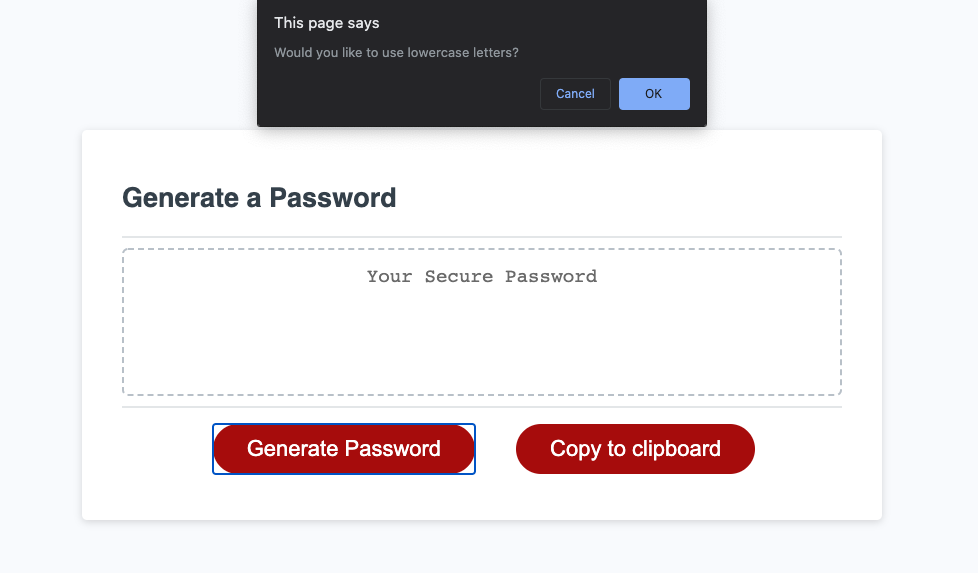 This page says
Would you like to use lowercase letters?
Cancel
OK
Generate a Password
Your Secure Password
Generate Password
Copy to clipboard